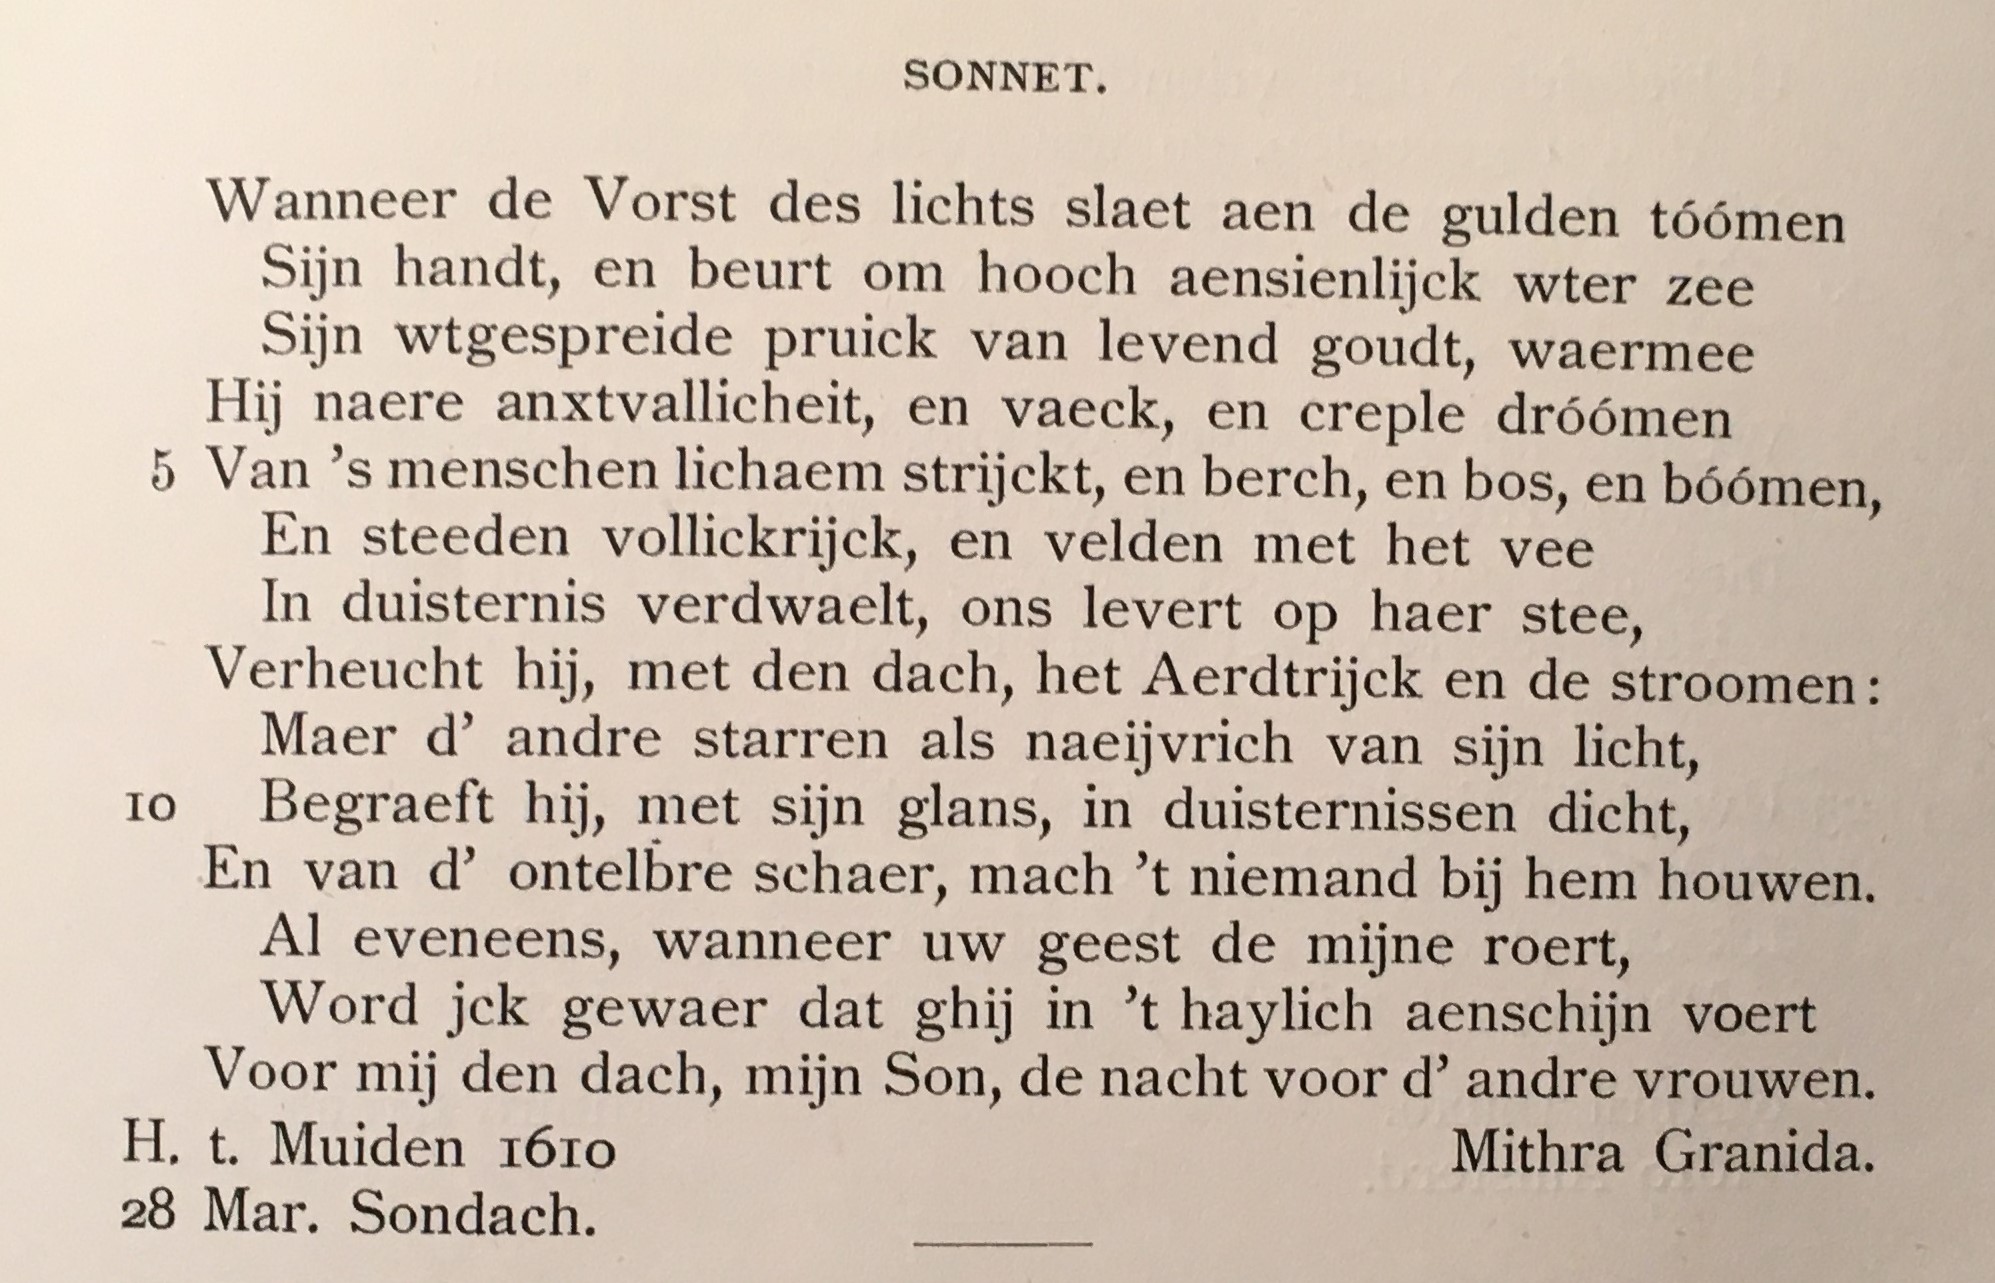 SONNET.
Wanneer de Vorst des lichts slaet aen de gulden tóómen
Sijn handt, en beurt om hooch aensienlijck wter zee
Sijn wtgespreide pruick van levend goudt, waermee
Hij naere anxtvallicheit, en vaeck, en creple dróómen
5 Van 's menschen lichaem strijckt, en berch, en bos, en bóómen,
En steeden vollickrijck, en velden met het vee
In duisternis verdwaelt, ons levert op haer stee,
Verheucht hij, met den dach, het Aerdtrijck en de stroomen:
Maer d' andre starren als naeijvrich van sijn licht,
10 Begraeft hij, met sijn glans, in duisternissen dicht,
En van d' ontelbre schaer, mach 't niemand bij hem houwen.
Al eveneens, wanneer uw geest de mijne roert,
Word jck gewaer dat ghij in 't haylich aenschijn voert
Voor mij den dach, mijn Son, de nacht voor d' andre vrouwen.
H. t. Muiden 1610 Mithra Granida.
28 Mar. Sondach.